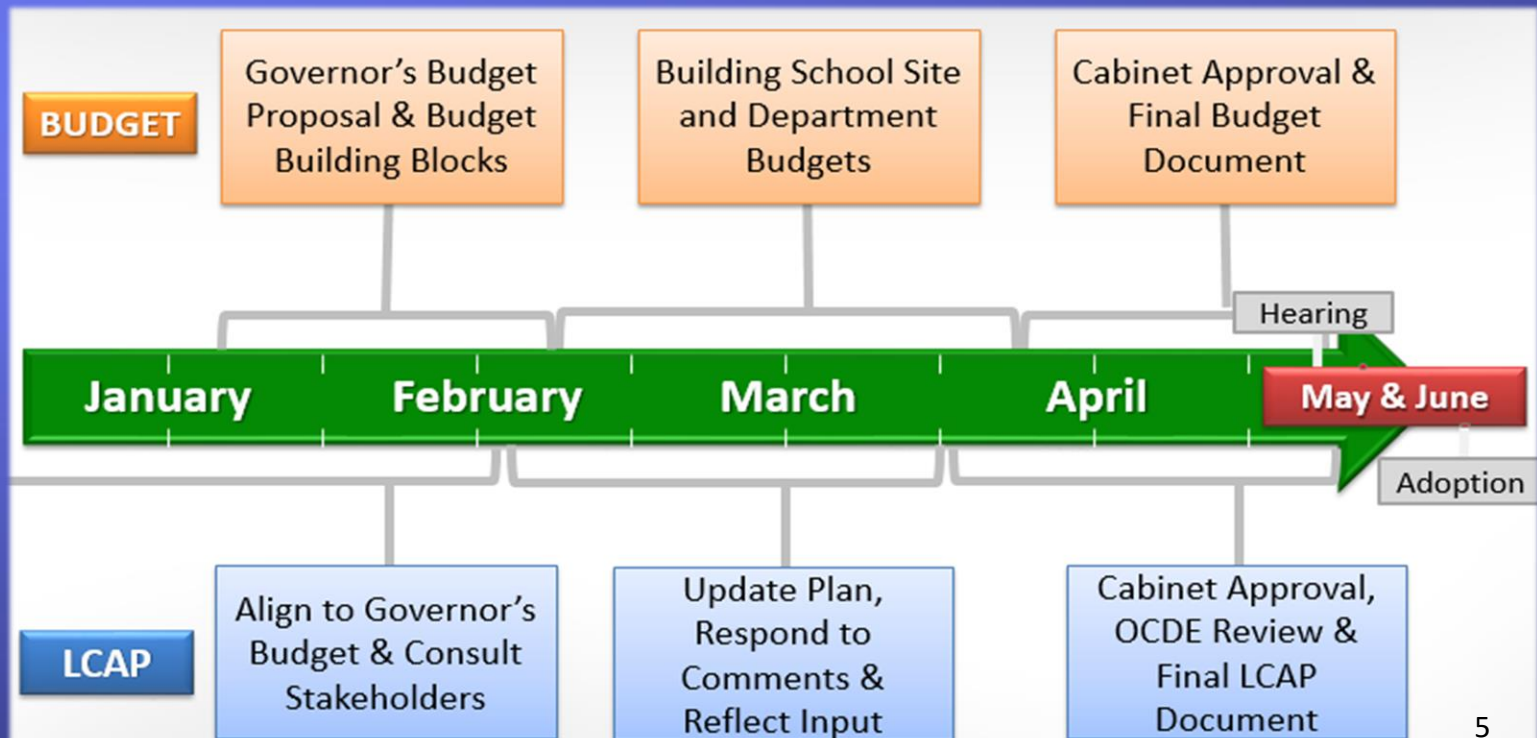 BUDGET
Governor's Budget
Proposal & Budget
Building Blocks
Building School Site
and Department
Budgets
Cabinet Approval &
Final Budget
Document
Hearing
January
February
March
April
May & June
Adoption
LCAP
Align to Governor's
Budget & Consult
Stakeholders
Update Plan,
Respond to
Comments &
Reflect Input
Cabinet Approval,
OCDE Review &
Final LCAP
Document
5